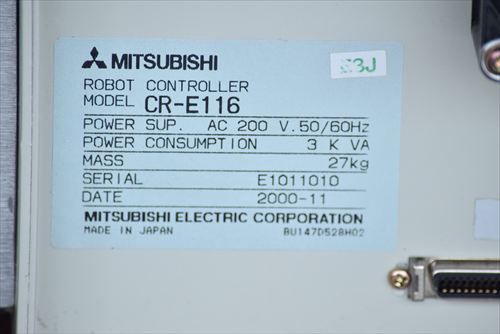 MITSUBISHI
ROBOT CONTROLLER
MODEL CR-E116
POWER SUP. AC 200 V.50/60Hz
POWER CONSUMPTION 3 K VA
MASS 27kg
SERIAL E1011010
DATE 2000-11
MITSUBISHI ELECTRIC CORPORATION
MADE IN JAPAN BU147D528H02